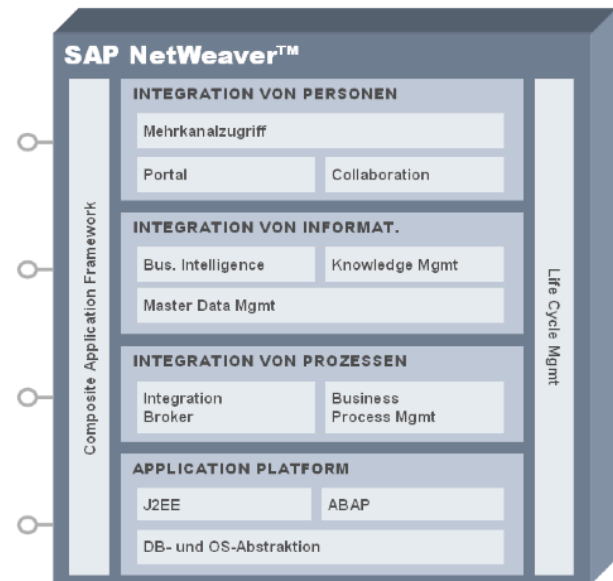 SAP NetWeaver™
Composite Application Framework
INTEGRATION VON PERSONEN
Mehrkanalzugriff
Portal
Collaboration
INTEGRATION VON INFORMAT.
Bus. Intelligence
Knowledge Mgmt
Master Data Mgmt
INTEGRATION VON PROZESSEN
Integration
Broker
Business
Process Mgmt
APPLICATION PLATFORM
J2EE
ABAP
DB- und OS-Abstraktion
Life Cycle Mgmt